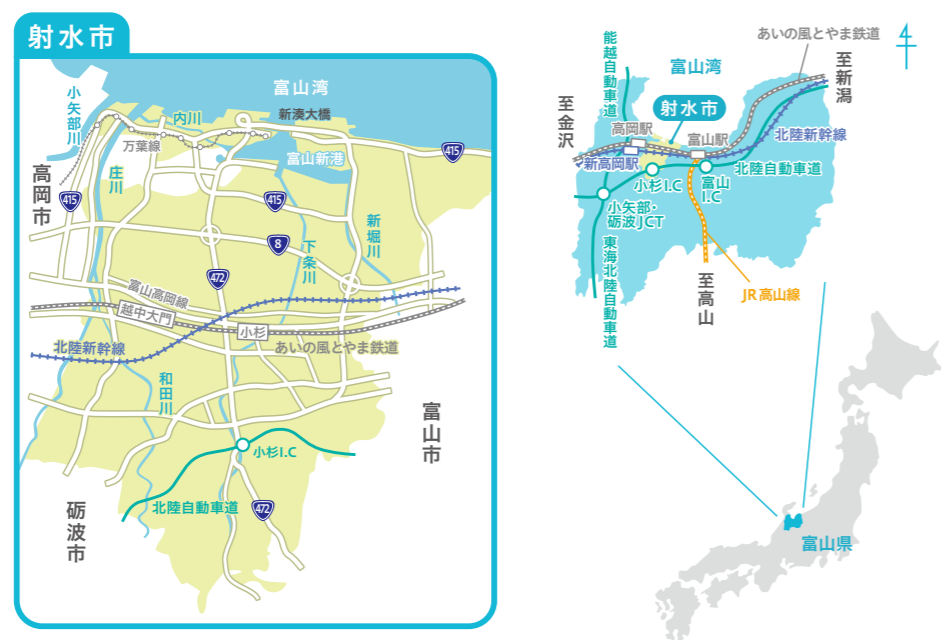 射水市
富山湾
小矢部川
内川
新湊大橋
万葉線
富山新港
415
高岡市
庄川
415
415
新堀川
8
下条川
472
富山高岡線
越中大門
小杉
あいの風とやま鉄道
北陸新幹線
和田川
富山市
小杉I.C
北陸自動車道
472
砺波市
あいの風とやま鉄道
能越自動車道
富山湾
至新潟
至金沢
射水市
高岡駅
富山駅
北陸新幹線
新高岡駅
北陸自動車道
小杉I.C
富山
I.C
小矢部・
砺波JCT
東海北陸自動車道
至高山
JR高山線
4
富山県